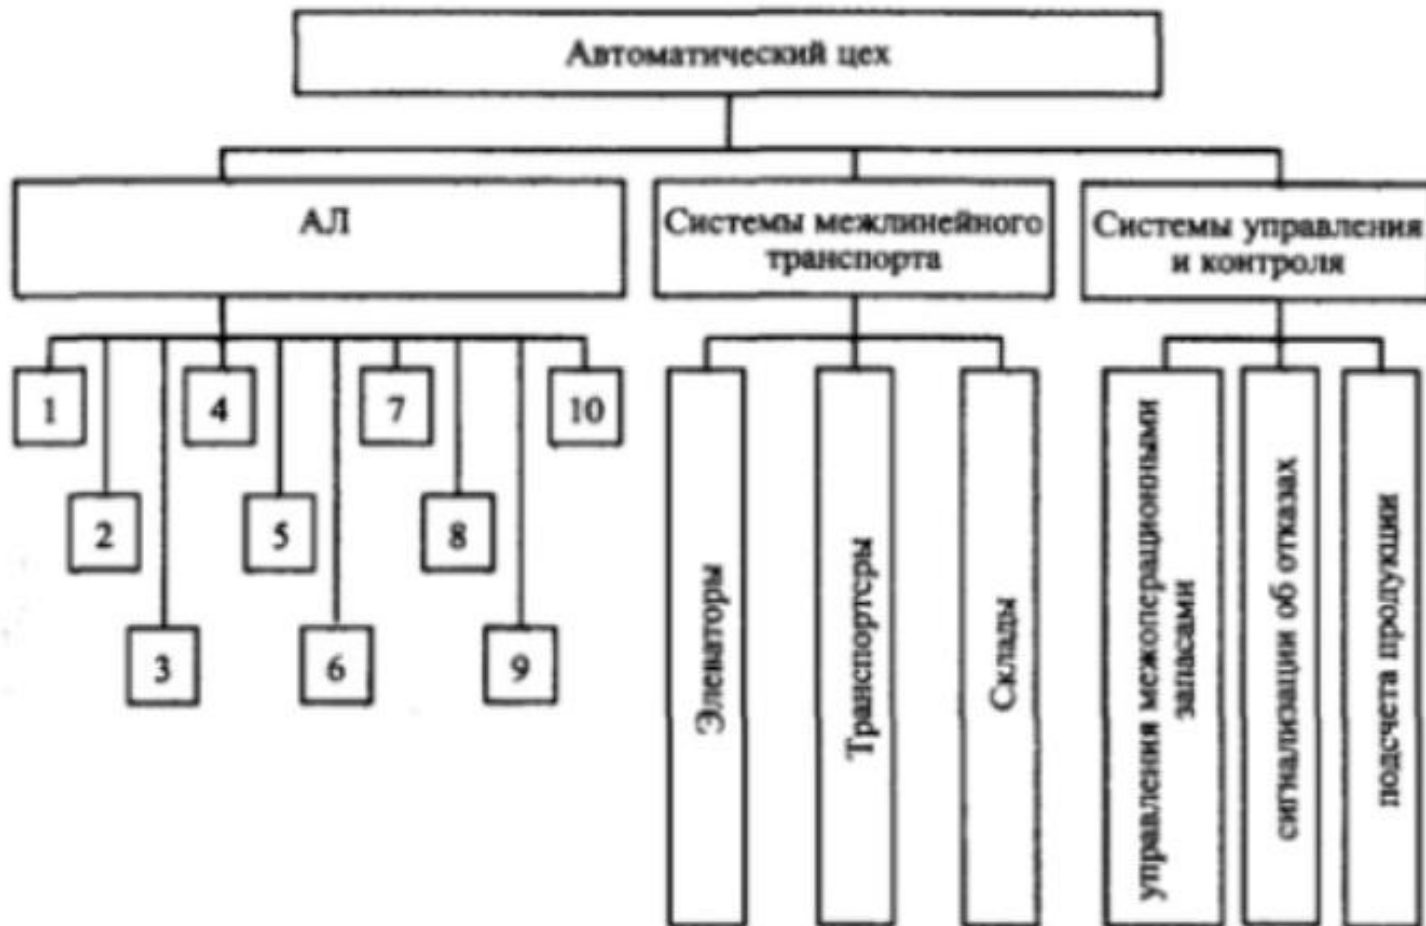 Автоматический цех
АЛ
Системы межлинейного
транспорта
Системы управления
и контроля
1
4
7
10
2
5
8
3
6
9
Элеваторы
Транспортеры
Склады
управления межоперационными
запасами
сигнализации об отказах
подсчета продукции